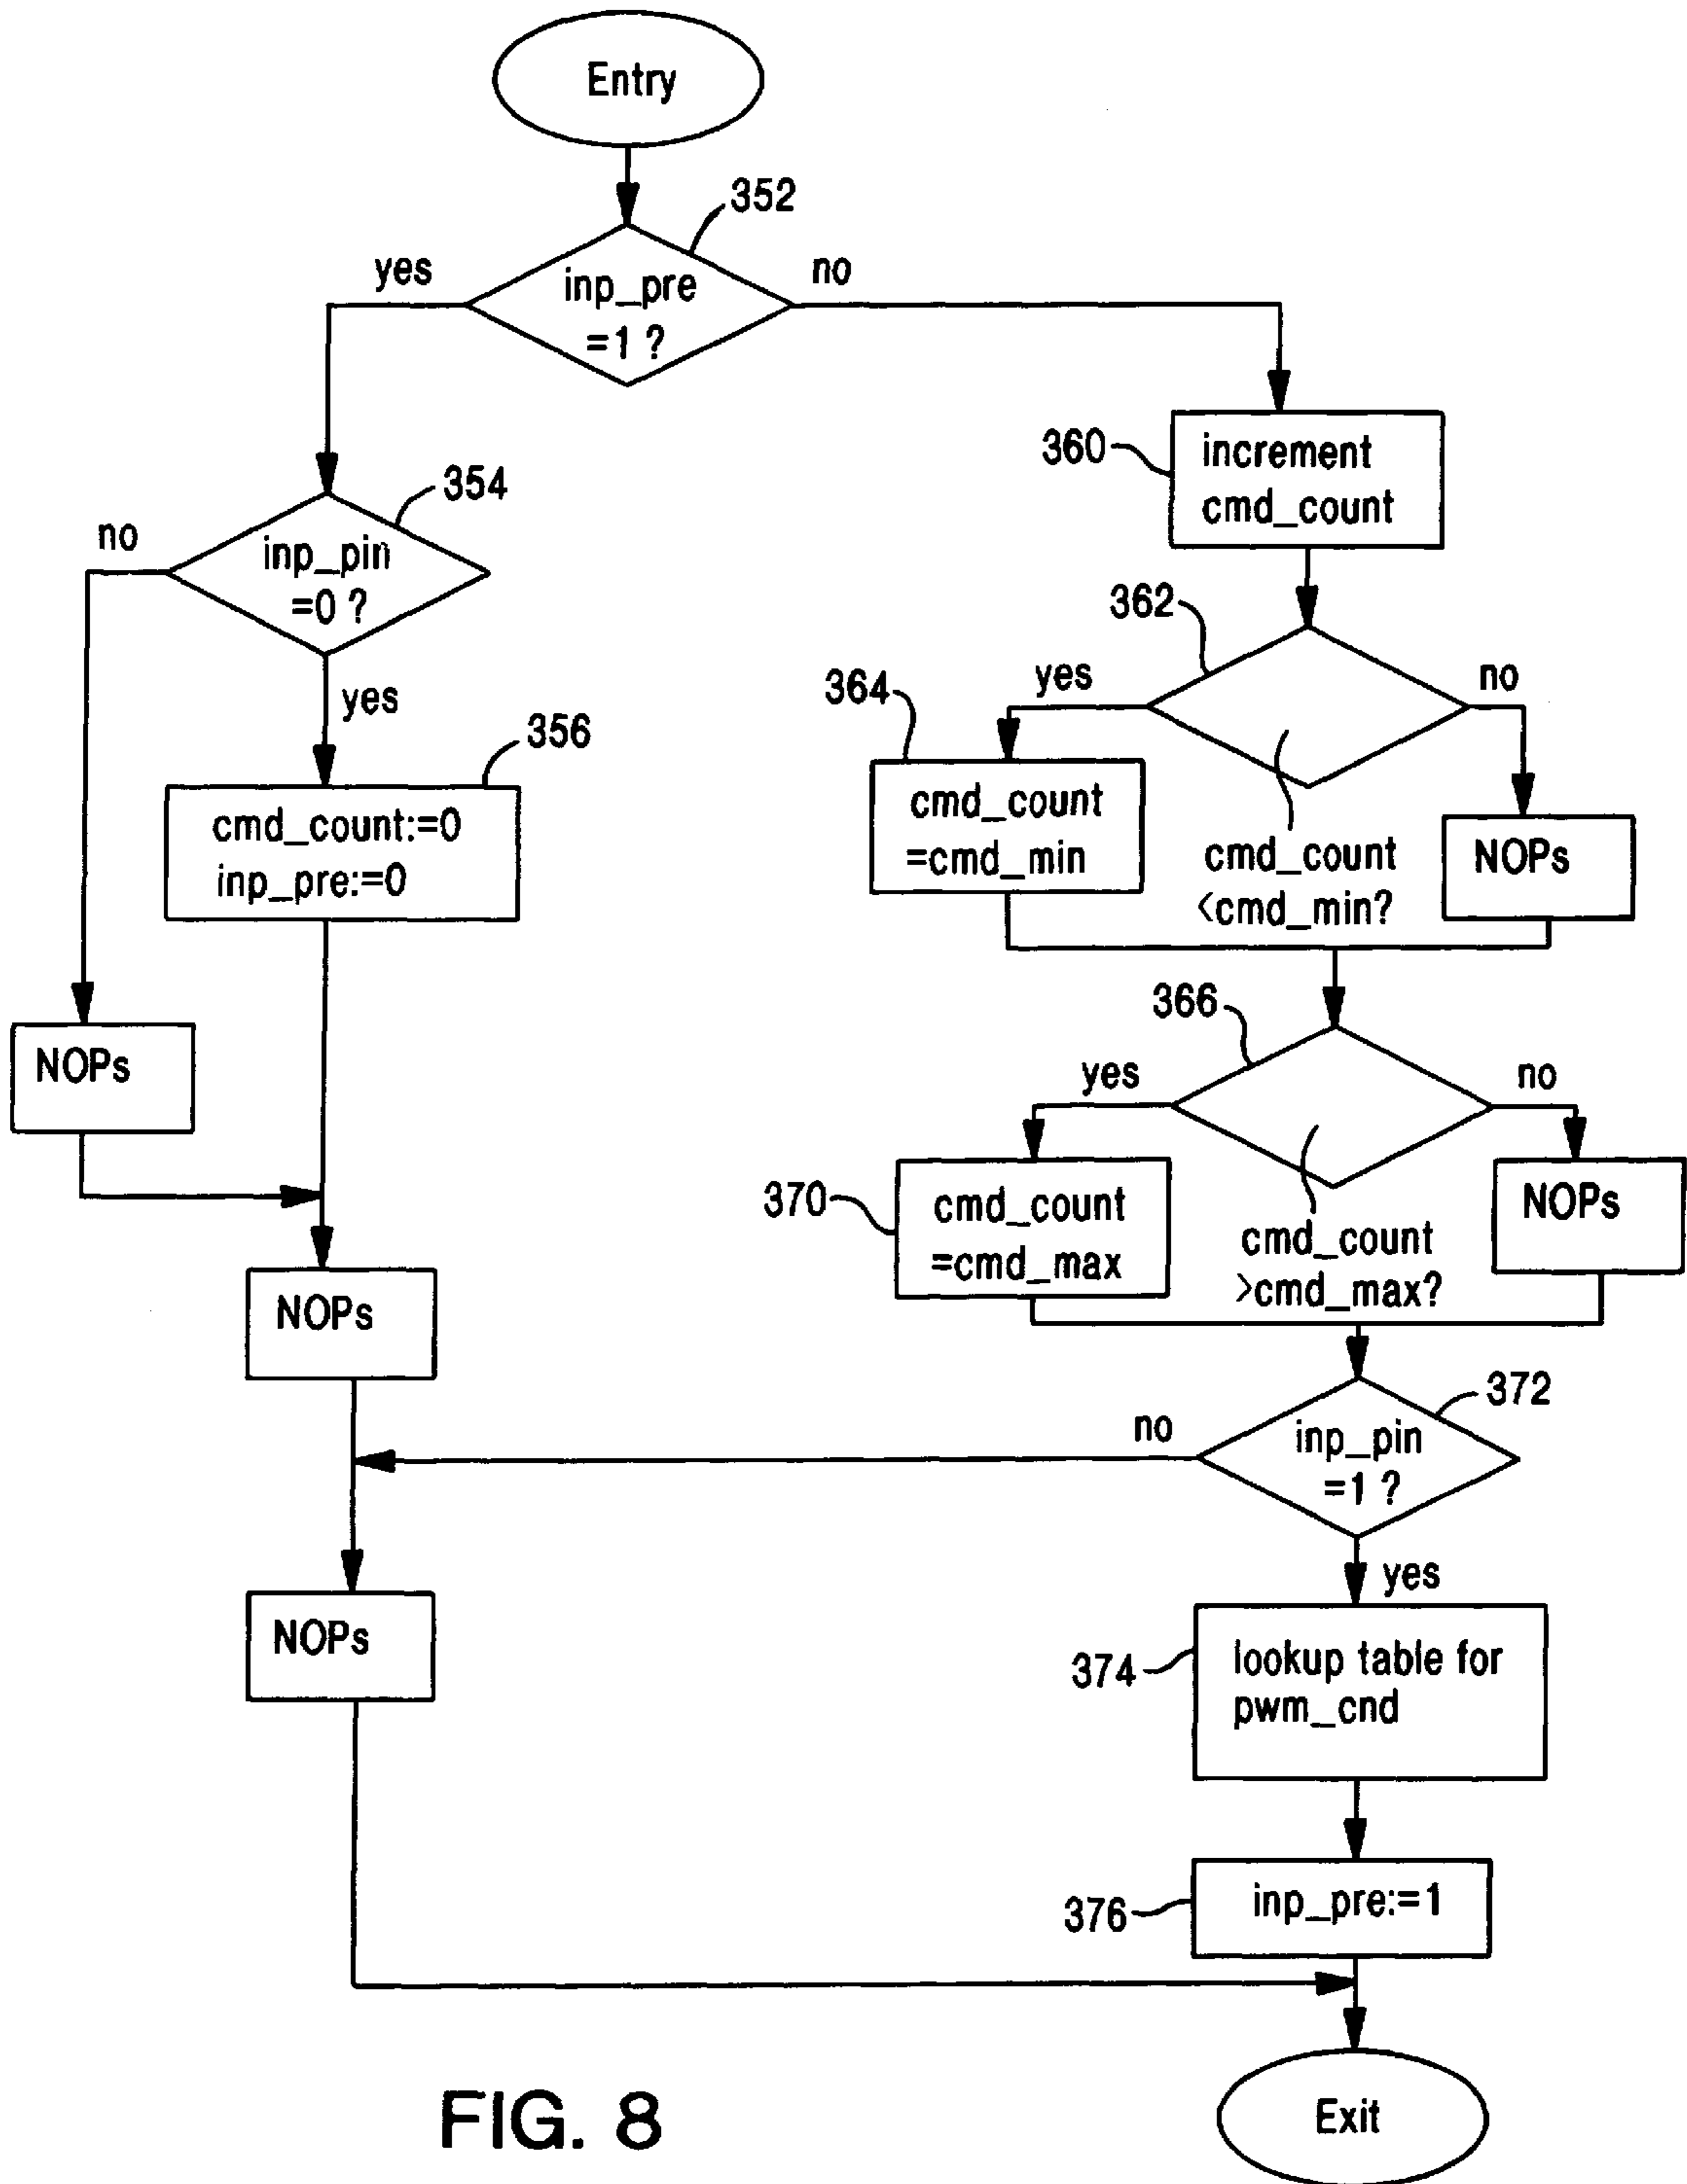 Entry
352
yes
no
inp_pre
=1 ?
360
increment
cmd_count
354
no
inp_pin
=0 ?
yes
362
yes
no
364
cmd_count
=cmd_min
cmd_count
<cmd_min?
NOPs
356
cmd_count:=0
inp_pre:=0
NOPs
366
yes
no
370
cmd_count
=cmd_max
cmd_count
>cmd_max?
NOPs
NOPs
372
no
inp_pin
=1 ?
yes
NOPs
374
lookup table for
pwm_cnd
376
inp_pre:=1
Exit
FIG. 8